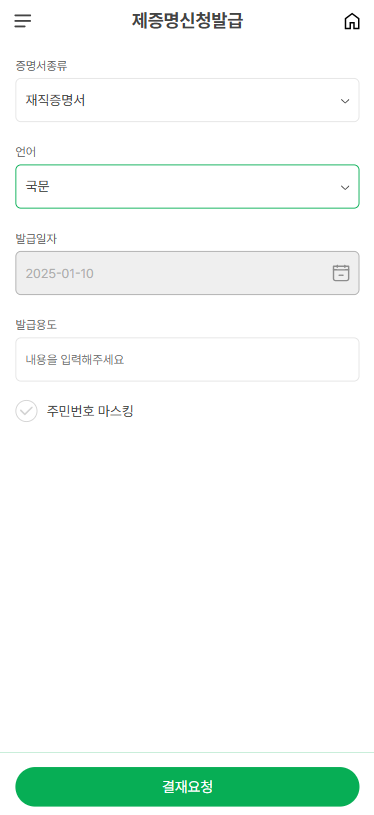 제증명신청발급
증명서종류
재직증명서
언어
국문
발급일자
2025-01-10
발급용도
내용을 입력해주세요
주민번호 마스킹
결재요청